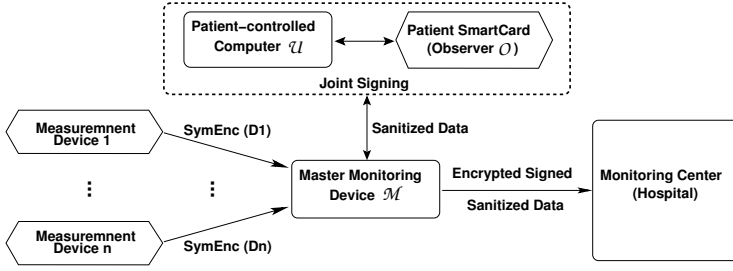 Patient-controlled
Computer 𝒰
Patient SmartCard
(Observer 𝒪)
Joint Signing
Measuremnent
Device 1
SymEnc (D1)
Sanitized Data
Master Monitoring
Device ℳ
Encrypted Signed
Sanitized Data
Monitoring Center
(Hospital)
Measuremnent
Device n
SymEnc (Dn)